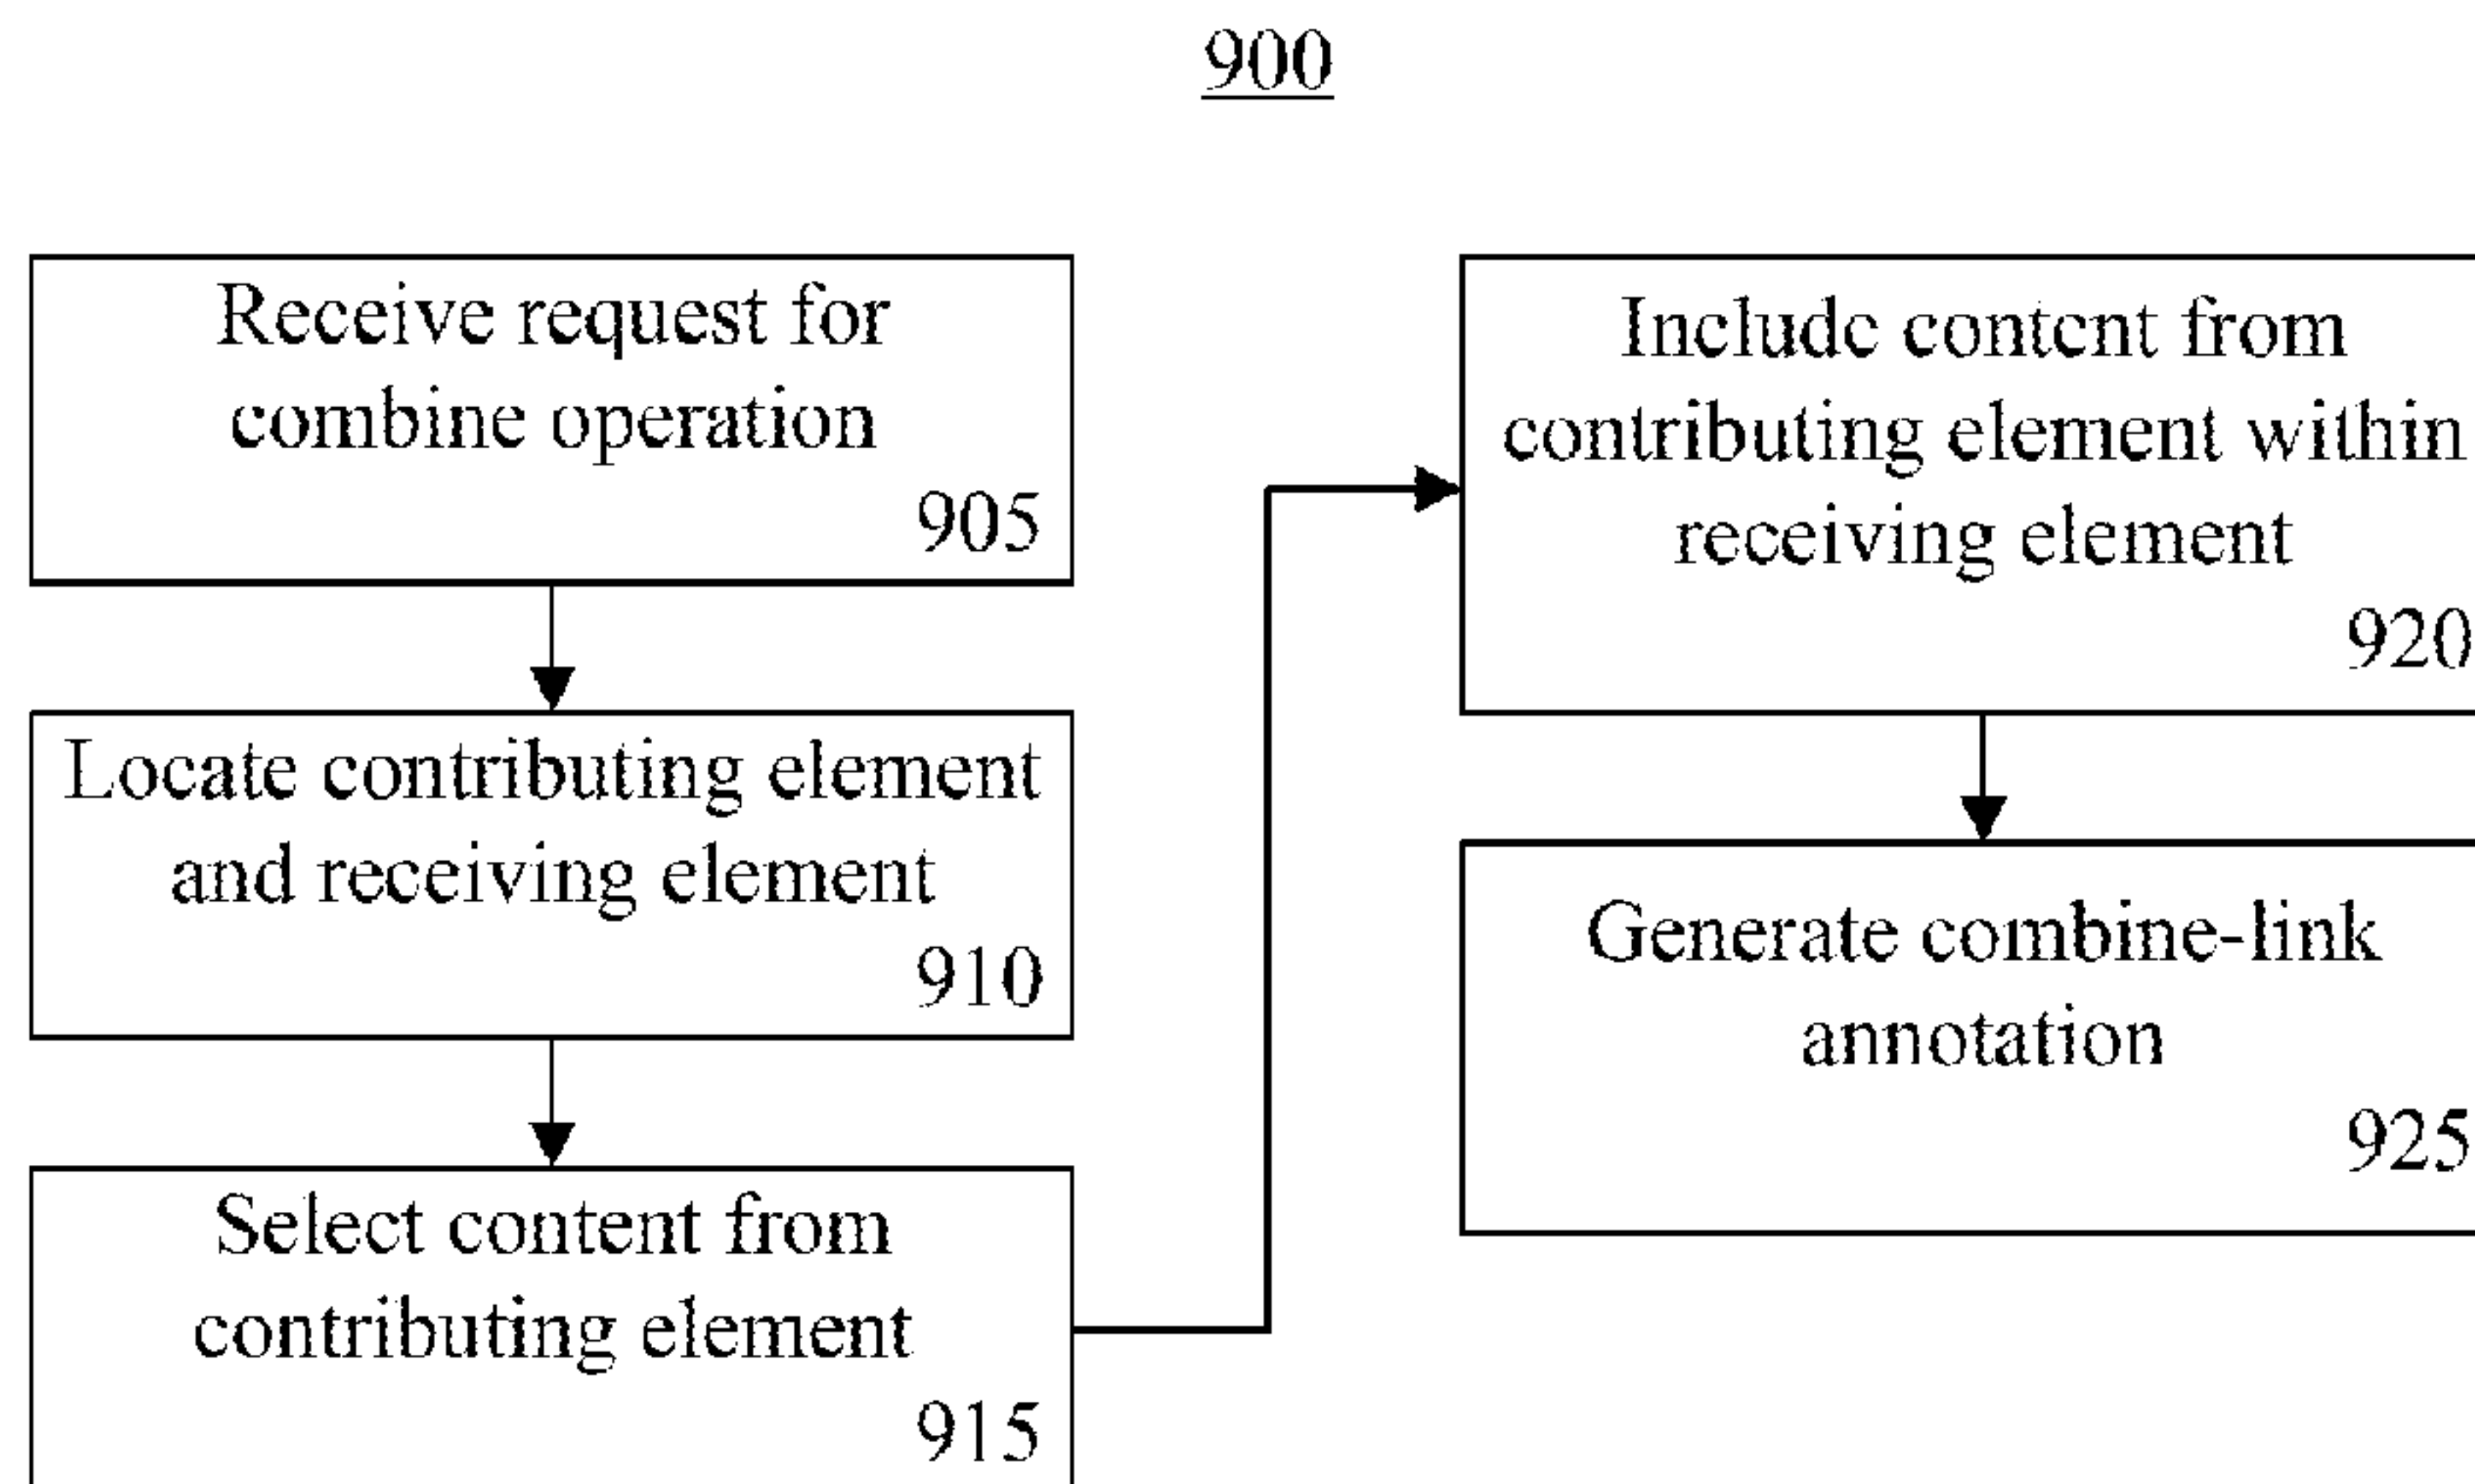 900
Receive request for
combine operation
905
Locate contributing element
and receiving element
910
Select content from
contributing element
915
Include content from
contributing element within
receiving element
920
Generate combine-link
annotation
925